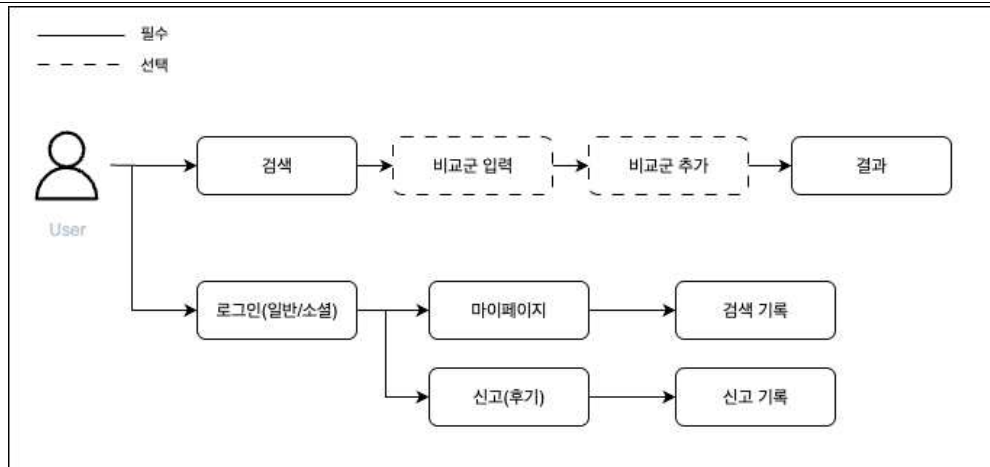 필수
선택
검색
비교군 입력
비교군 추가
결과
User
로그인(일반/소셜)
마이페이지
검색 기록
신고(후기)
신고 기록